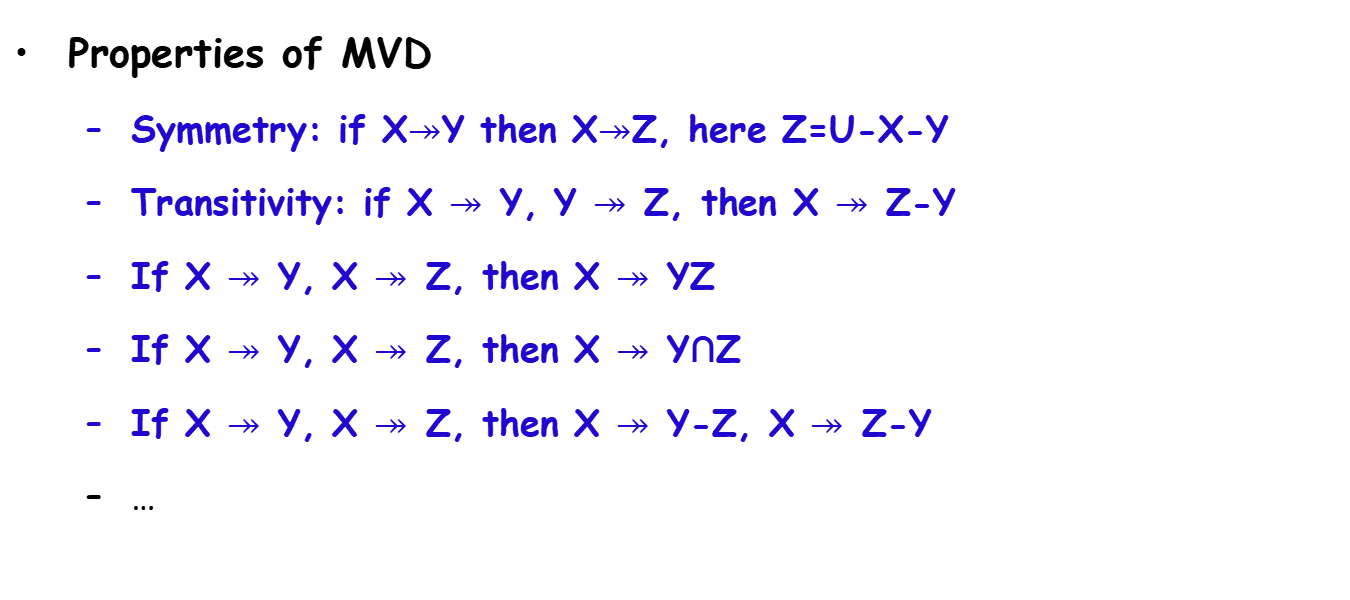 • Properties of MVD
– Symmetry: if X↠Y then X↠Z, here Z=U-X-Y
– Transitivity: if X ↠ Y, Y ↠ Z, then X ↠ Z-Y
– If X ↠ Y, X ↠ Z, then X ↠ YZ
– If X ↠ Y, X ↠ Z, then X ↠ Y∩Z
– If X ↠ Y, X ↠ Z, then X ↠ Y-Z, X ↠ Z-Y
– …